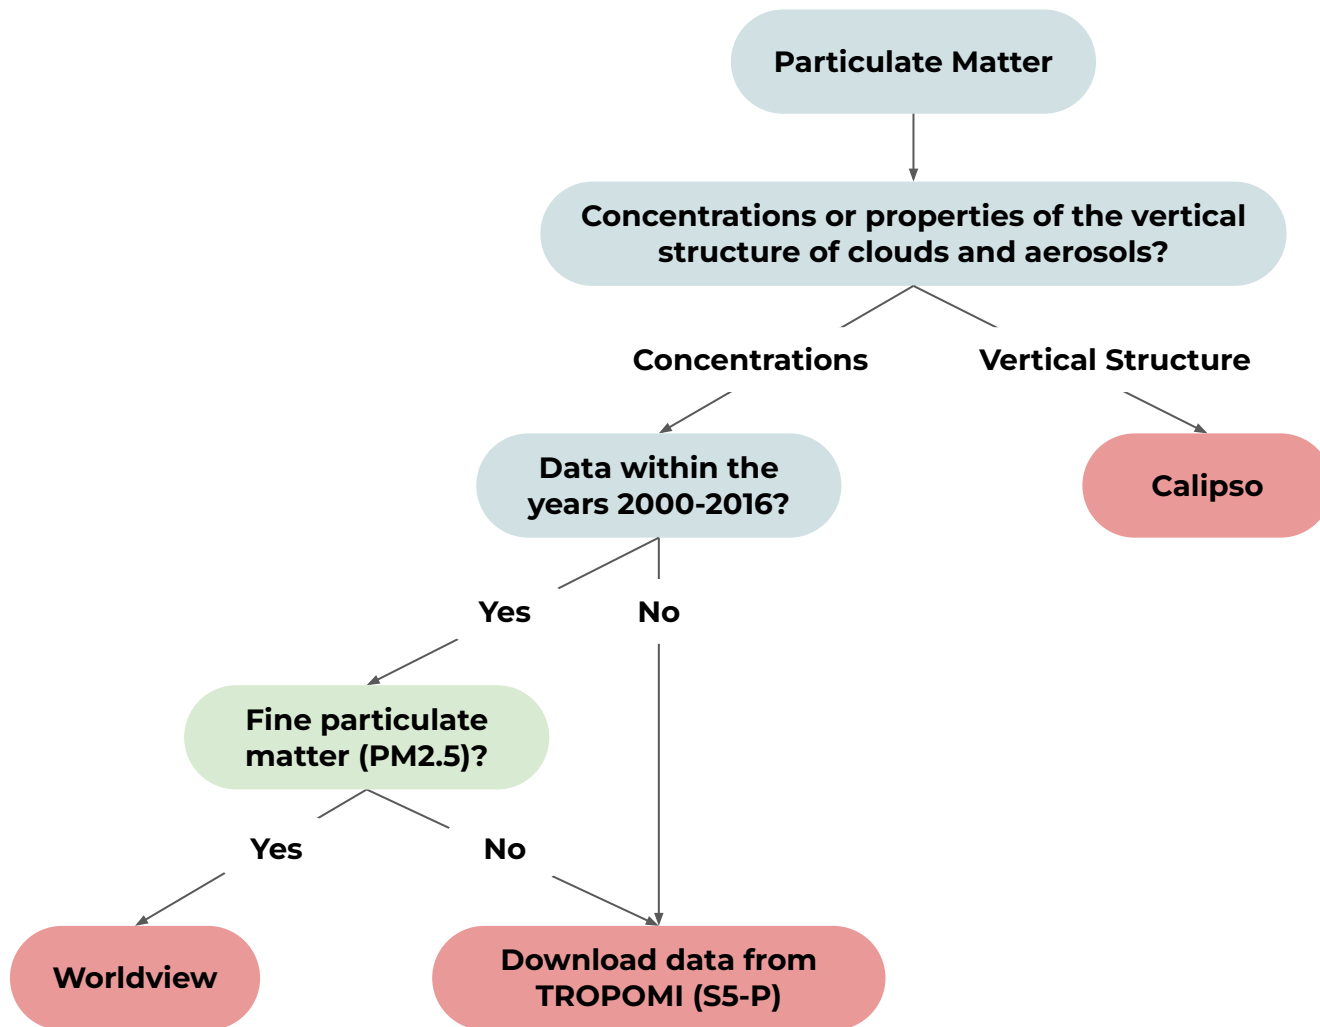 Particulate Matter
Concentrations or properties of the vertical
structure of clouds and aerosols?
Concentrations
Vertical Structure
Data within the
years 2000-2016?
Calipso
Yes
No
Fine particulate
matter (PM2.5)?
Yes
No
Worldview
Download data from
TROPOMI (S5-P)